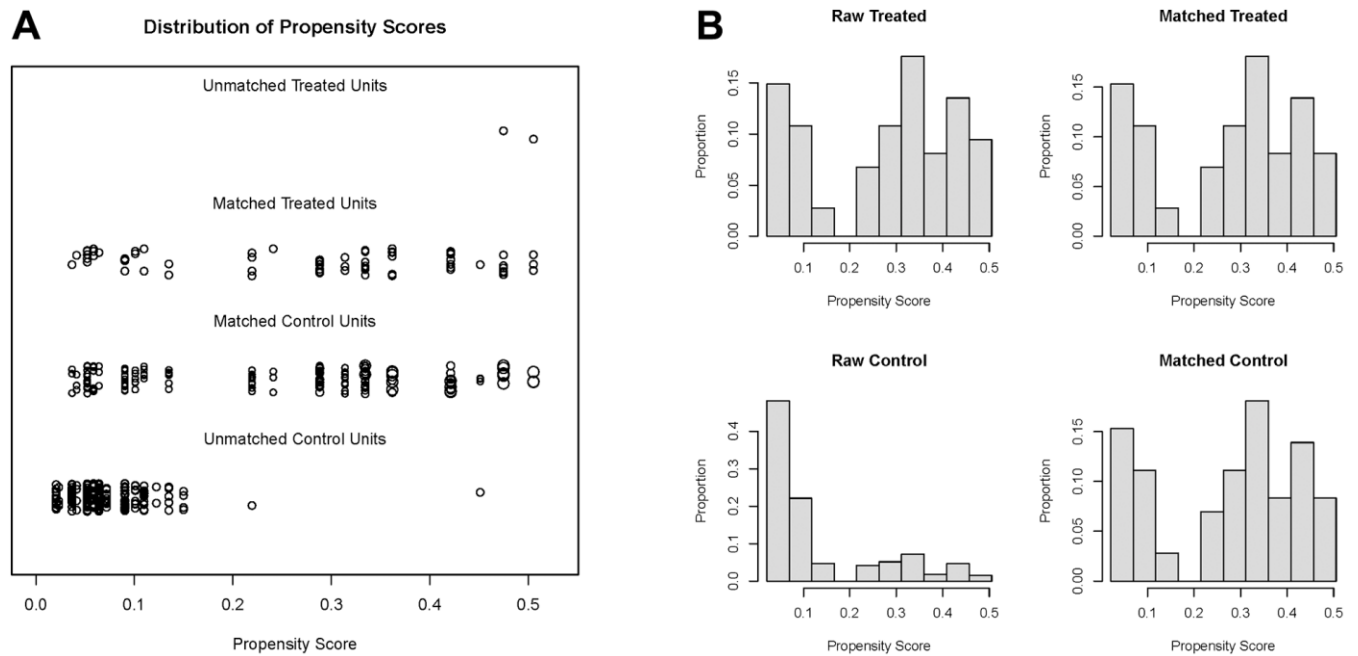 A
Distribution of Propensity Scores
Unmatched Treated Units
Matched Treated Units
Matched Control Units
Unmatched Control Units
0.0 0.1 0.2 0.3 0.4 0.5
Propensity Score
B
Raw Treated
Proportion
0.00 0.05 0.10 0.15
0.1 0.2 0.3 0.4 0.5
Propensity Score
Matched Treated
Proportion
0.00 0.05 0.10 0.15
0.1 0.2 0.3 0.4 0.5
Propensity Score
Raw Control
Proportion
0.0 0.1 0.2 0.3 0.4
0.1 0.2 0.3 0.4 0.5
Propensity Score
Matched Control
Proportion
0.00 0.05 0.10 0.15
0.1 0.2 0.3 0.4 0.5
Propensity Score